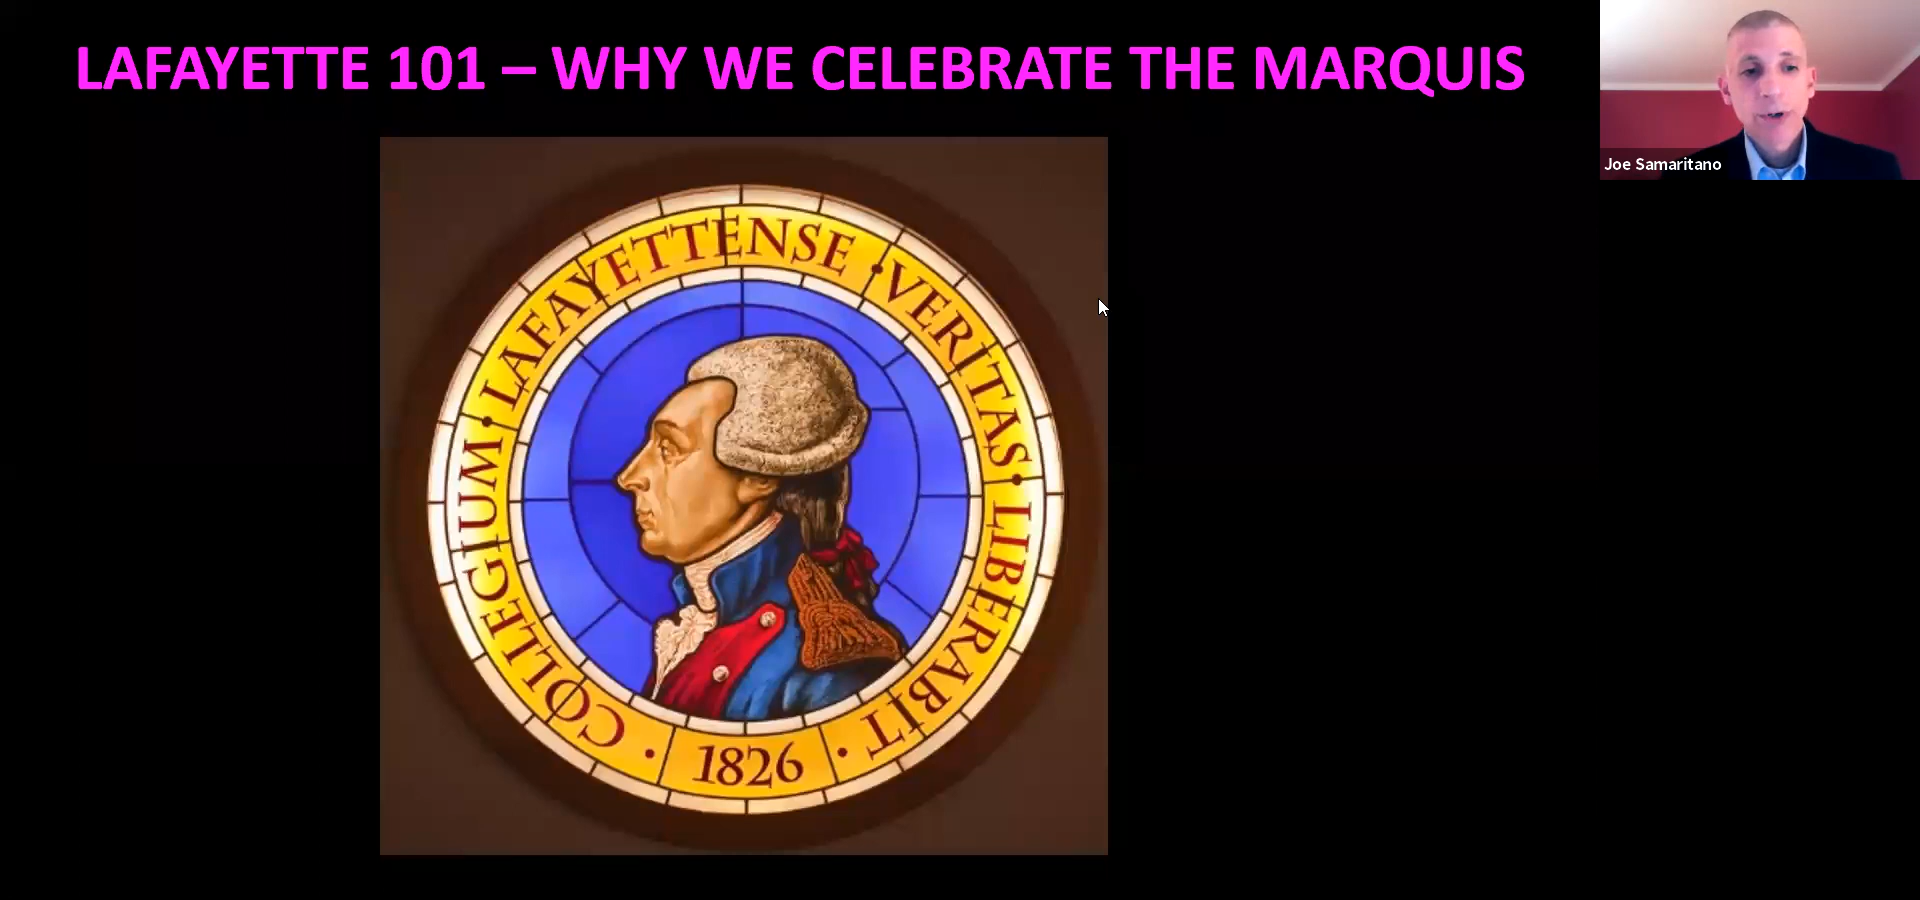 LAFAYETTE 101 – WHY WE CELEBRATE THE MARQUIS
Joe Samaritano
COLLEGIUM · LAFAYETTENSE · VERITAS · LIBERABIT ·
1826